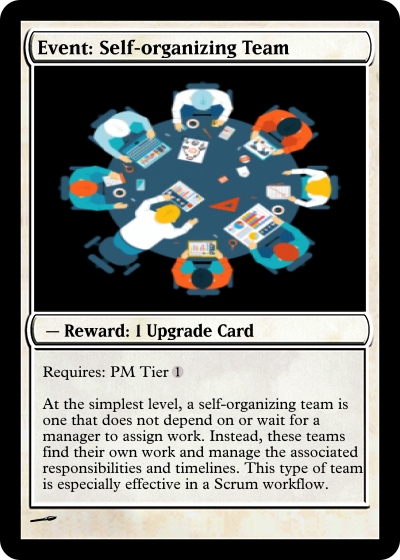 Event: Self-organizing Team
— Reward: 1 Upgrade Card
Requires: PM Tier 1
At the simplest level, a self-organizing team is
one that does not depend on or wait for a
manager to assign work. Instead, these teams
find their own work and manage the associated
responsibilities and timelines. This type of team
is especially effective in a Scrum workflow.